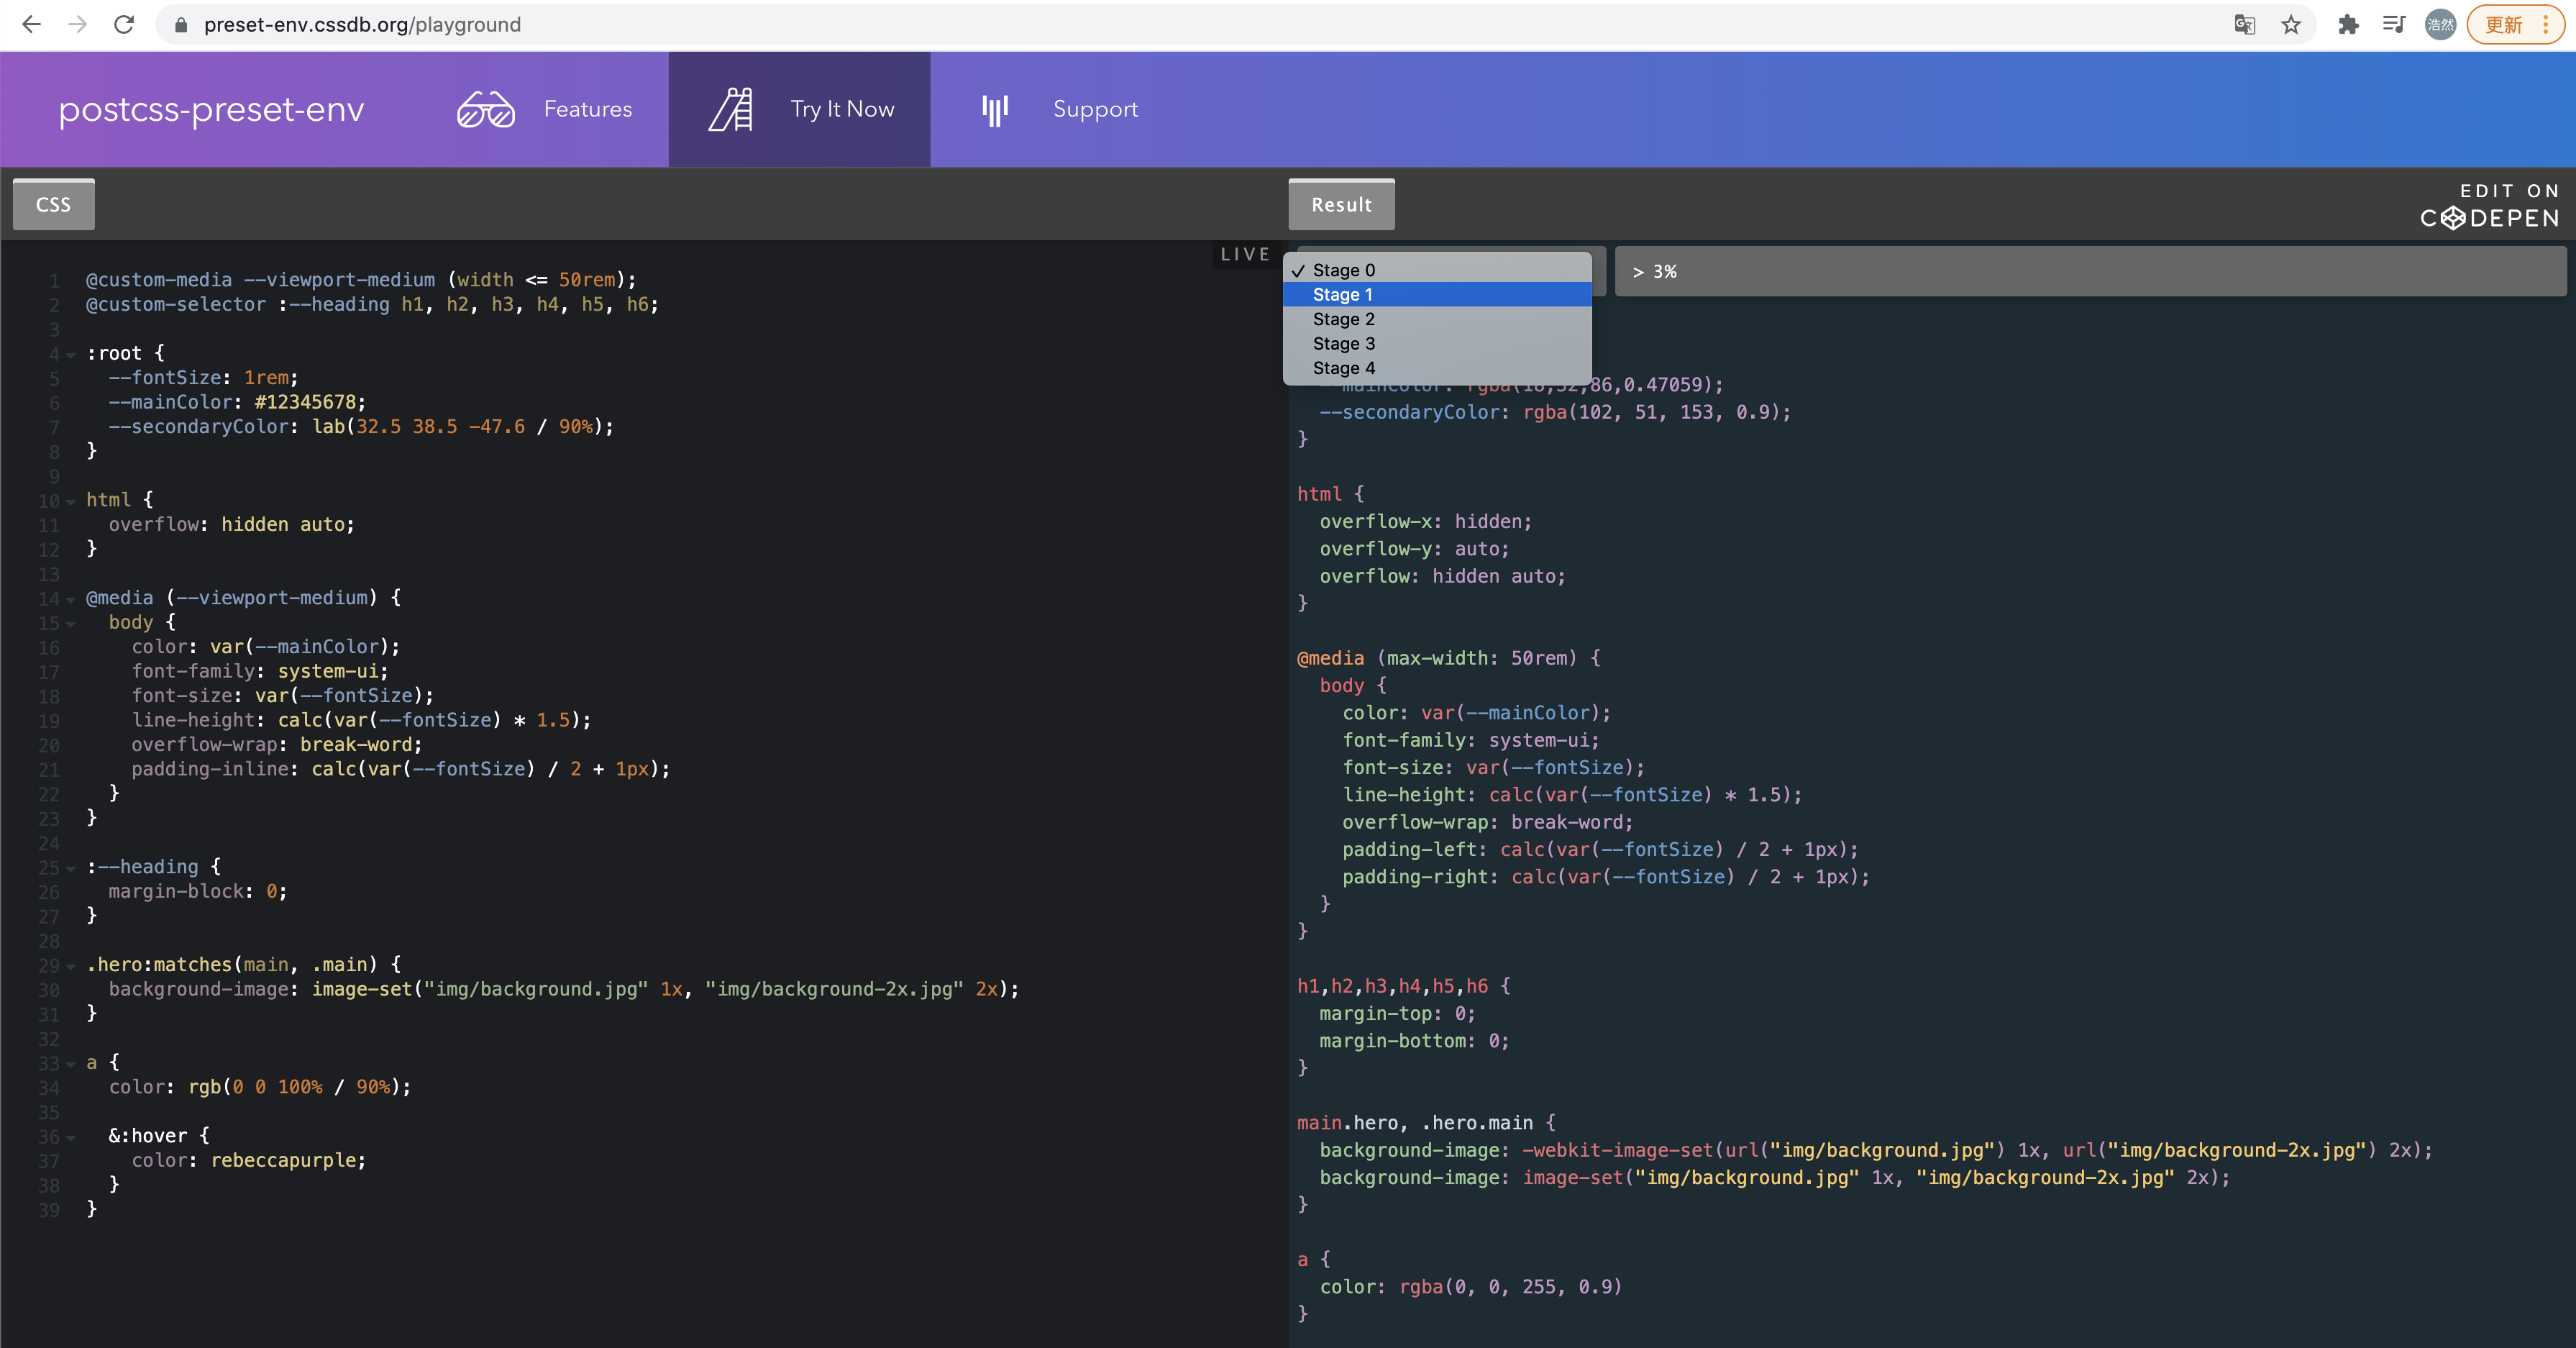 preset-env.cssdb.org/playground
浩然
更新
postcss-preset-env
Features
Try It Now
Support
CSS
Result
EDIT ON
CODEPEN
LIVE
Stage 0
Stage 1
Stage 2
Stage 3
Stage 4
> 3%
1 @custom-media --viewport-medium (width <= 50rem);
2 @custom-selector :--heading h1, h2, h3, h4, h5, h6;
3
4 :root {
5 --fontSize: 1rem;
6 --mainColor: #12345678;
7 --secondaryColor: lab(32.5 38.5 -47.6 / 90%);
8 }
9
10 html {
11 overflow: hidden auto;
12 }
13
14 @media (--viewport-medium) {
15 body {
16 color: var(--mainColor);
17 font-family: system-ui;
18 font-size: var(--fontSize);
19 line-height: calc(var(--fontSize) * 1.5);
20 overflow-wrap: break-word;
21 padding-inline: calc(var(--fontSize) / 2 + 1px);
22 }
23 }
24
25 :--heading {
26 margin-block: 0;
27 }
28
29 .hero:matches(main, .main) {
30 background-image: image-set("img/background.jpg" 1x, "img/background-2x.jpg" 2x);
31 }
32
33 a {
34 color: rgb(0 0 100% / 90%);
35
36 &:hover {
37 color: rebeccapurple;
38 }
39 }
--mainColor: rgba(18,52,86,0.47059);
--secondaryColor: rgba(102, 51, 153, 0.9);
}
html {
overflow-x: hidden;
overflow-y: auto;
overflow: hidden auto;
}
@media (max-width: 50rem) {
body {
color: var(--mainColor);
font-family: system-ui;
font-size: var(--fontSize);
line-height: calc(var(--fontSize) * 1.5);
overflow-wrap: break-word;
padding-left: calc(var(--fontSize) / 2 + 1px);
padding-right: calc(var(--fontSize) / 2 + 1px);
}
}
h1,h2,h3,h4,h5,h6 {
margin-top: 0;
margin-bottom: 0;
}
main.hero, .hero.main {
background-image: -webkit-image-set(url("img/background.jpg") 1x, url("img/background-2x.jpg") 2x);
background-image: image-set("img/background.jpg" 1x, "img/background-2x.jpg" 2x);
}
a {
color: rgba(0, 0, 255, 0.9)
}